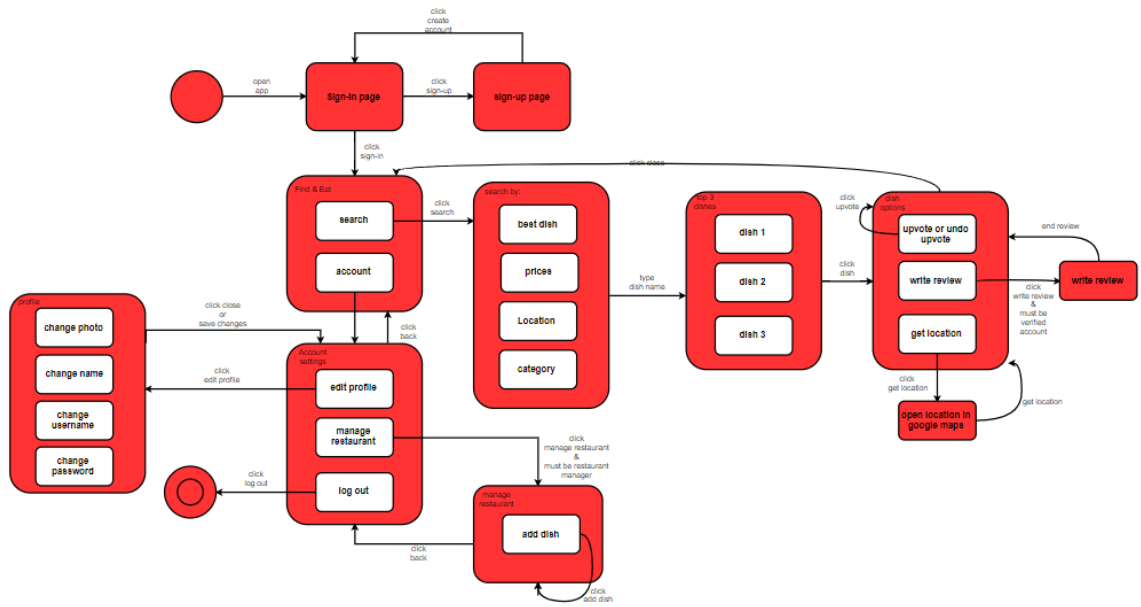 click
create
account
open
app
Sign-in page
click
sign-up
sign-up page
click
sign-in
click close
Find & Eat
search
account
click
search
search by:
best dish
prices
Location
category
type
dish name
Top 3
dishes
dish 1
dish 2
dish 3
click
dish
dish
options
click
upvote
upvote or undo
upvote
write review
get location
end review
click
write review
&
must be
verified
account
write review
click
get location
open location in
google maps
get location
profile
change photo
change name
change
username
change
password
click close
or
save changes
click
edit profile
click
back
Account
settings
edit profile
manage
restaurant
log out
click
log out
click
manage restaurant
&
must be restaurant
manager
manage
restaurant
add dish
click
back
click
add dish